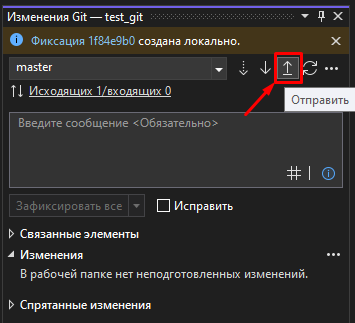 Изменения Git — test_git
Фиксация 1f84e9b0 создана локально.
master
Исходящих 1/входящих 0
Отправить
Введите сообщение <Обязательно>
Зафиксировать все
Исправить
Связанные элементы
Изменения
В рабочей папке нет неподготовленных изменений.
Спрятанные изменения